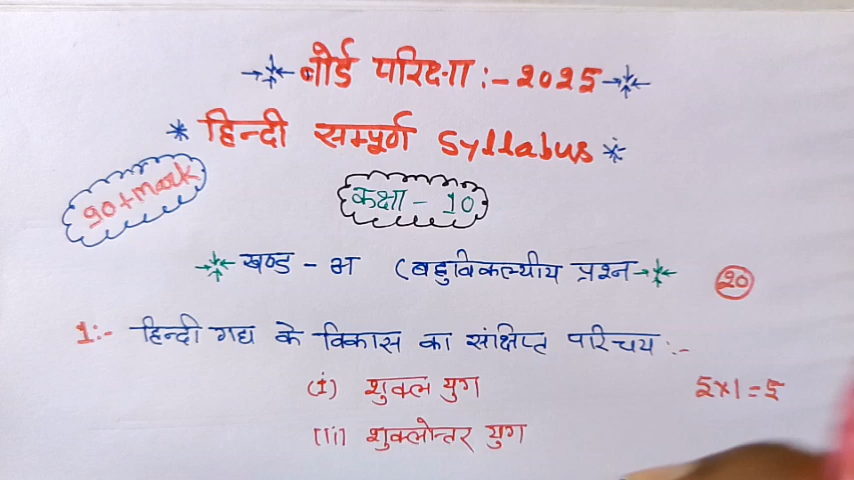 बोर्ड परिक्षा :- 2025
* हिन्दी सम्पूर्ण Syllabus *
90+Mark
कक्षा - 10
खण्ड - अ (बहुविकल्पीय प्रश्न 20
1:- हिन्दी गद्य के विकास का संक्षिप्त परिचय :-
(i) शुक्ल युग 5×1=5
(ii) शुक्लोत्तर युग